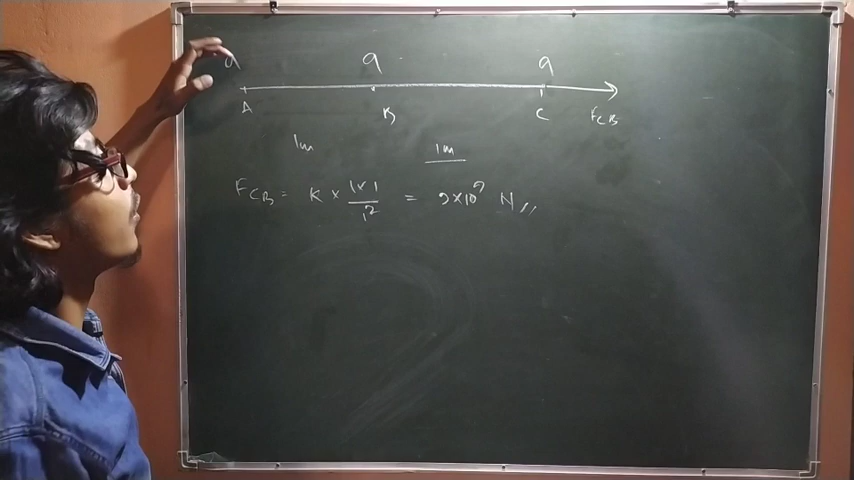 q q q
A B C F_CB
1m 1m
F_CB = K × 1×1/1² = 9×10⁹ N //